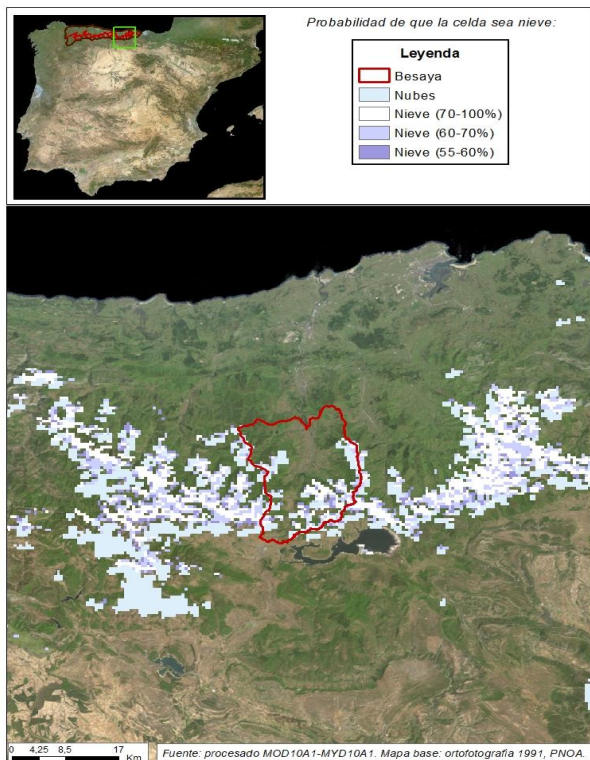 Probabilidad de que la celda sea nieve:
Leyenda
Besaya
Nubes
Nieve (70-100%)
Nieve (60-70%)
Nieve (55-60%)
0 4,25 8,5 17
Km
Fuente: procesado MOD10A1-MYD10A1. Mapa base: ortofotografía 1991, PNOA.